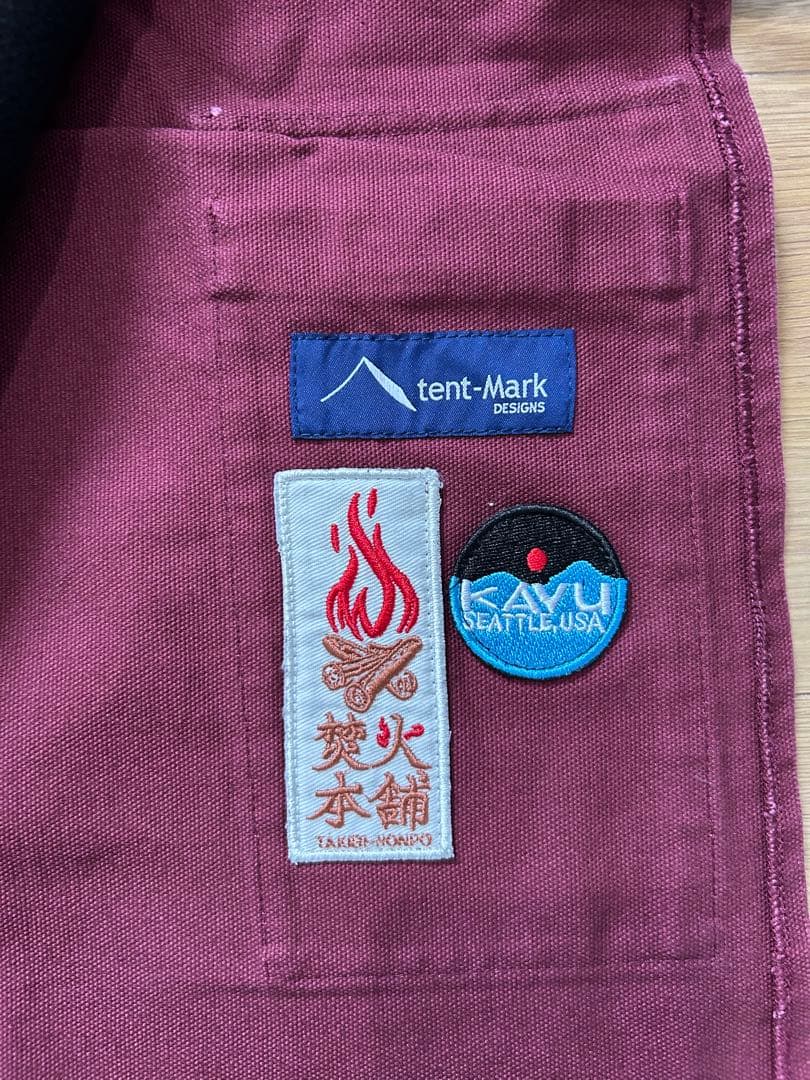 tent-Mark
DESIGNS
KAVU
SEATTLE, USA
焚火
本舗
TAKIBI-HONPO